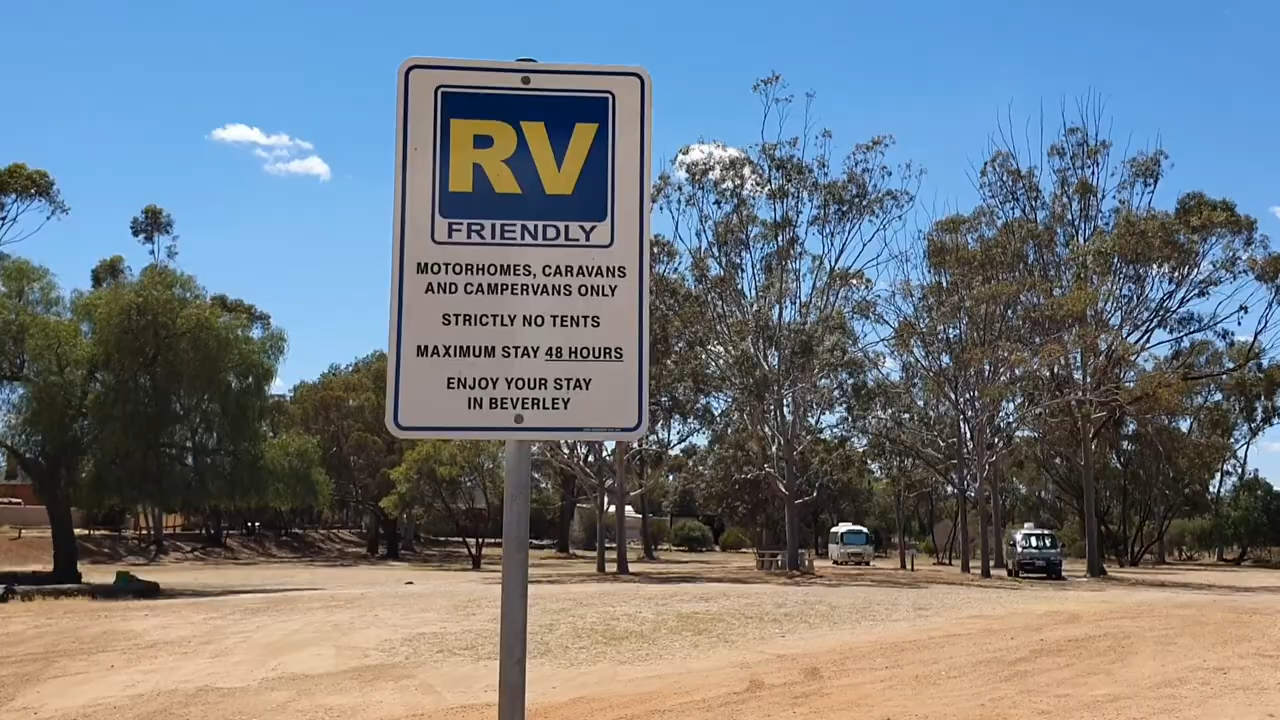 RV
FRIENDLY
MOTORHOMES, CARAVANS
AND CAMPERVANS ONLY
STRICTLY NO TENTS
MAXIMUM STAY 48 HOURS
ENJOY YOUR STAY
IN BEVERLEY